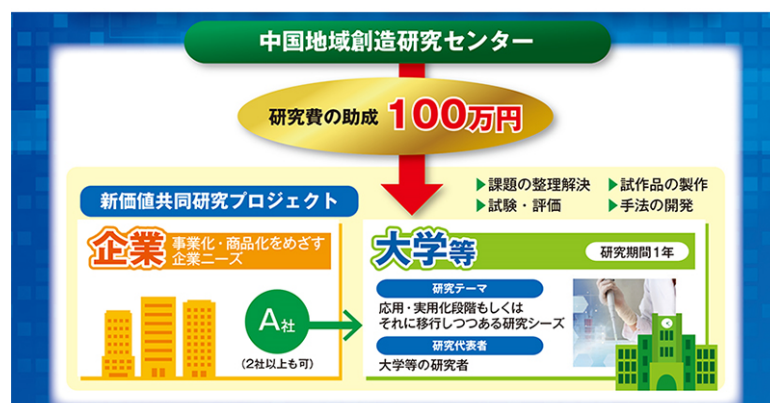 中国地域創造研究センター
研究費の助成 100万円
新価値共同研究プロジェクト
▶課題の整理解決 ▶試作品の製作
▶試験・評価 ▶手法の開発
企業 事業化・商品化をめざす
企業ニーズ
A社
(2社以上も可)
大学等
研究期間1年
研究テーマ
応用・実用化段階もしくは
それに移行しつつある研究シーズ
研究代表者
大学等の研究者